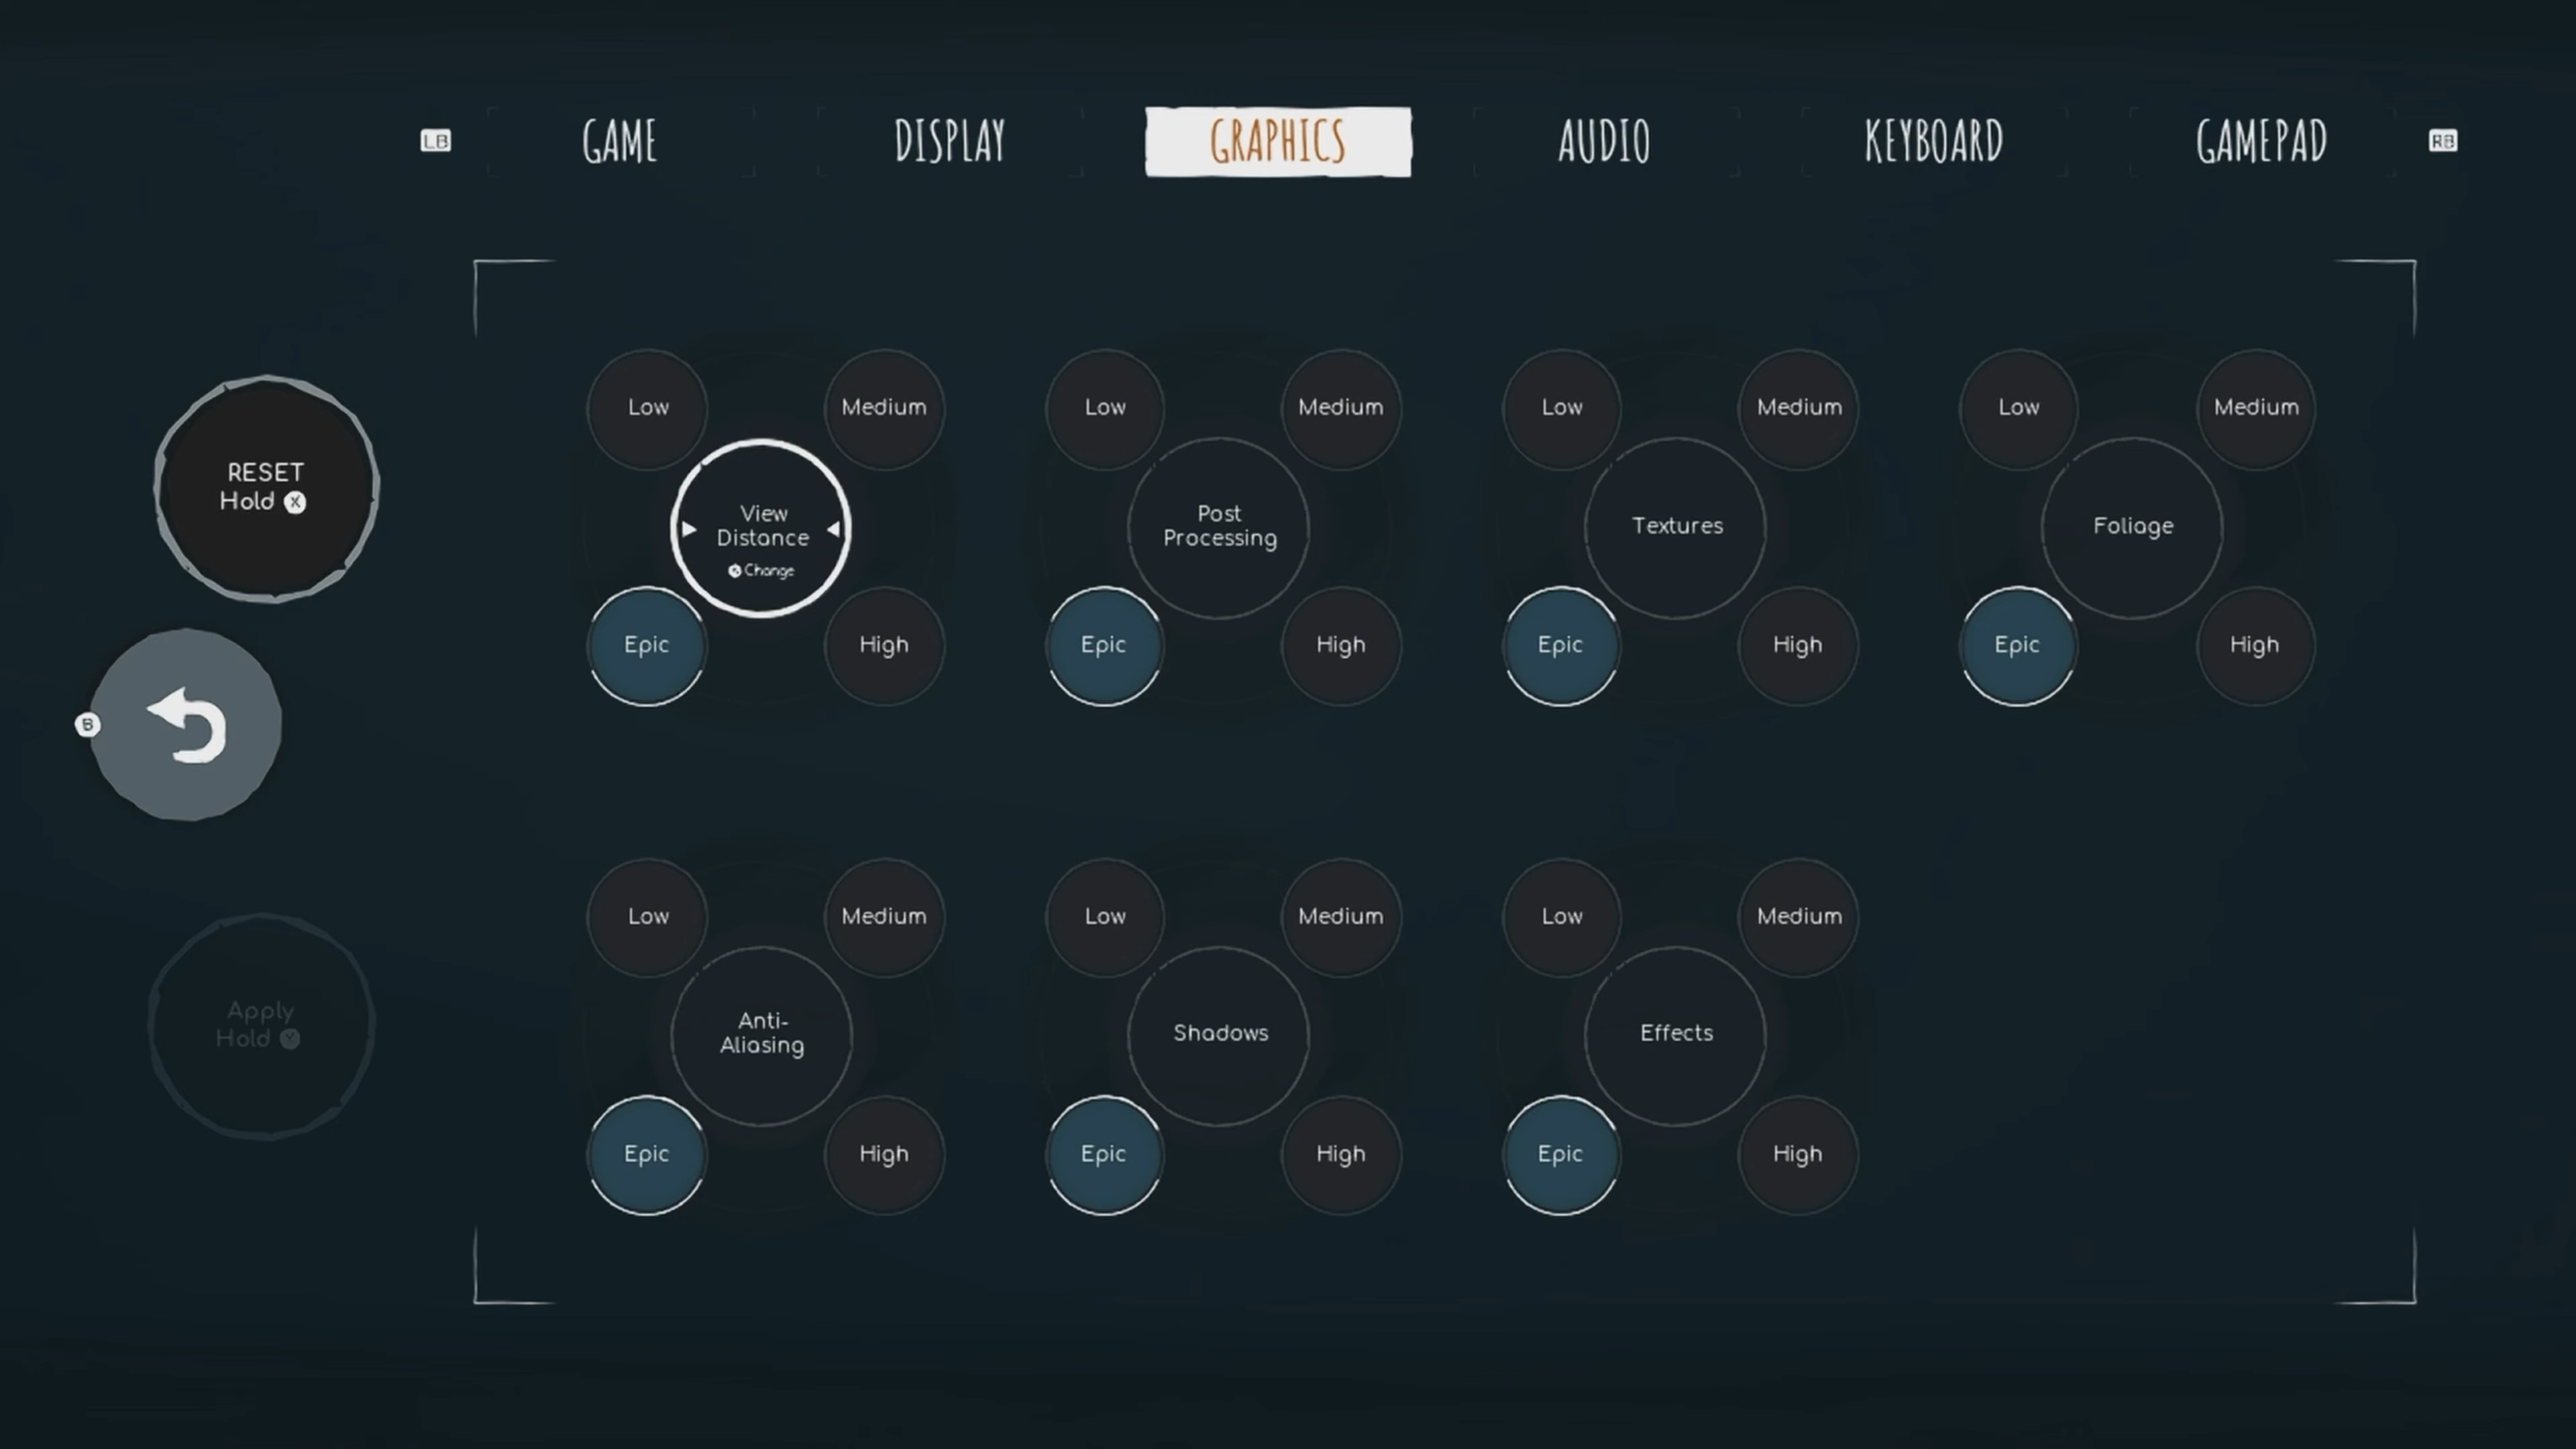 LB
GAME
DISPLAY
GRAPHICS
AUDIO
KEYBOARD
GAMEPAD
RB
RESET
Hold X
B
Apply
Hold Y
Low
Medium
View
Distance
Change
Epic
High
Low
Medium
Post
Processing
Epic
High
Low
Medium
Textures
Epic
High
Low
Medium
Foliage
Epic
High
Low
Medium
Anti-
Aliasing
Epic
High
Low
Medium
Shadows
Epic
High
Low
Medium
Effects
Epic
High